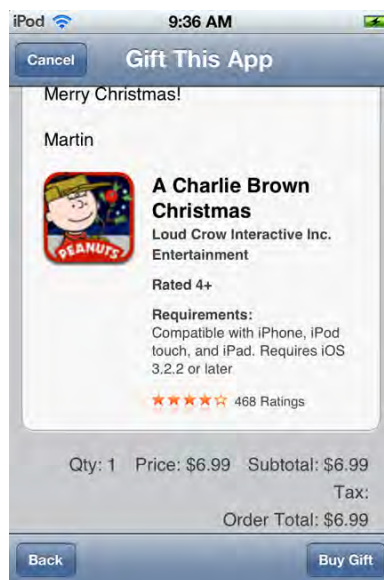 iPod 9:36 AM
Cancel Gift This App
Merry Christmas!
Martin
PEANUTS
A Charlie Brown
Christmas
Loud Crow Interactive Inc.
Entertainment
Rated 4+
Requirements:
Compatible with iPhone, iPod
touch, and iPad. Requires iOS
3.2.2 or later
468 Ratings
Qty: 1 Price: $6.99 Subtotal: $6.99
Tax:
Order Total: $6.99
Back Buy Gift